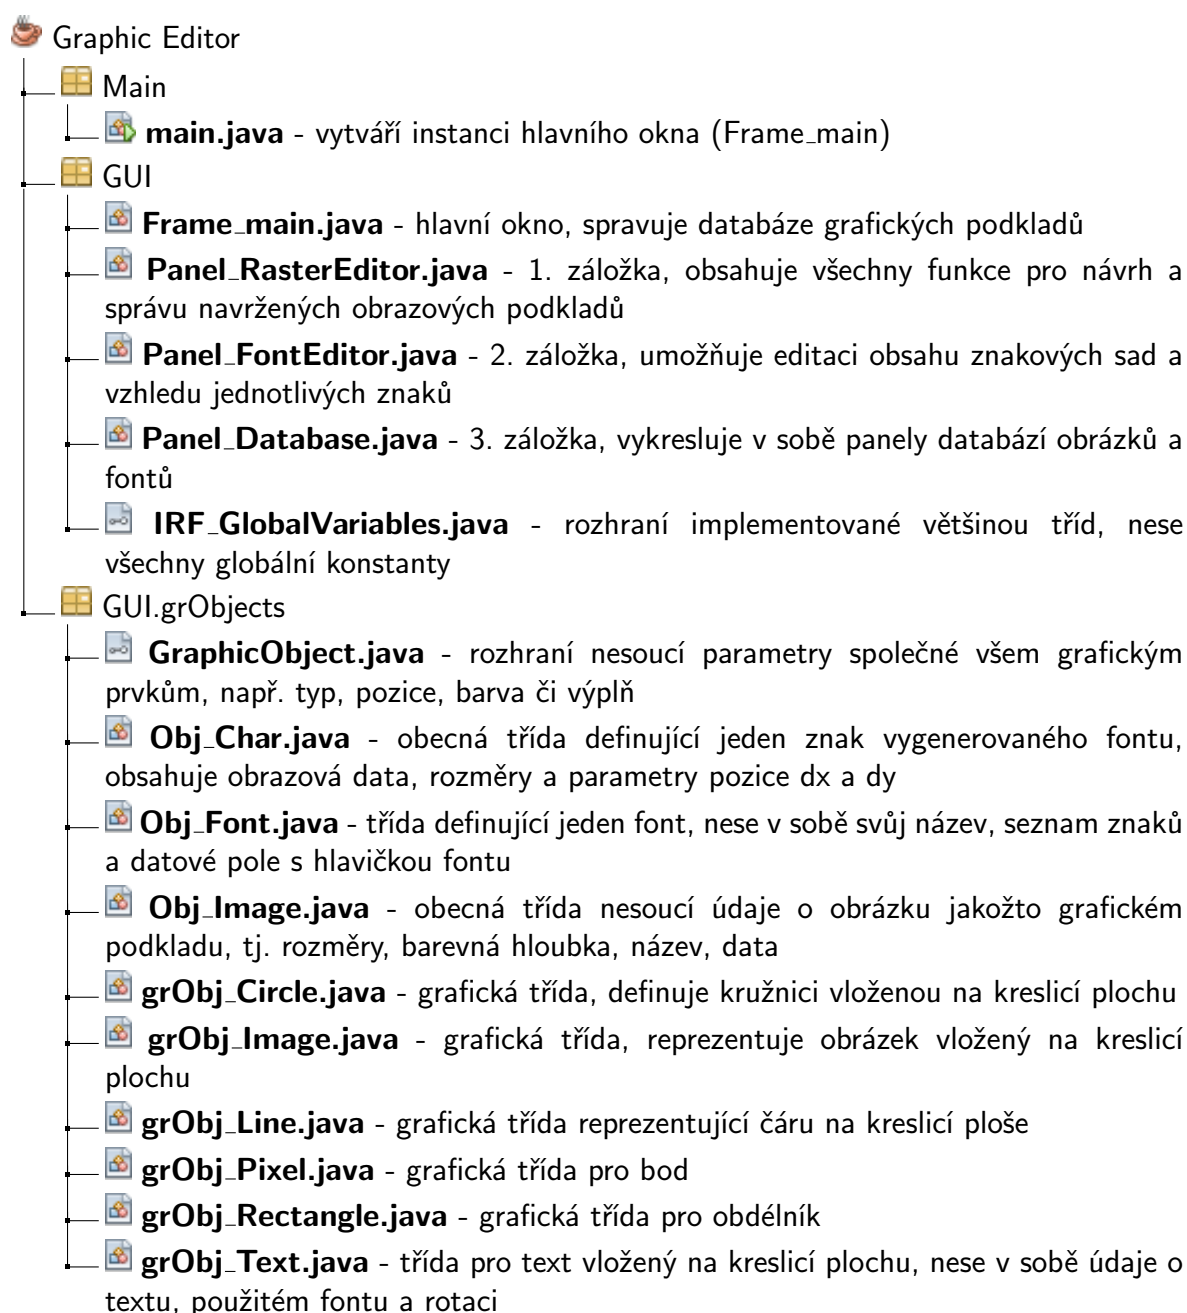 Graphic Editor
Main
main.java - vytváří instanci hlavního okna (Frame_main)
GUI
Frame_main.java - hlavní okno, spravuje databáze grafických podkladů
Panel_RasterEditor.java - 1. záložka, obsahuje všechny funkce pro návrh a
správu navržených obrazových podkladů
Panel_FontEditor.java - 2. záložka, umožňuje editaci obsahu znakových sad a
vzhledu jednotlivých znaků
Panel_Database.java - 3. záložka, vykresluje v sobě panely databází obrázků a
fontů
IRF_GlobalVariables.java - rozhraní implementované většinou tříd, nese
všechny globální konstanty
GUI.grObjects
GraphicObject.java - rozhraní nesoucí parametry společné všem grafickým
prvkům, např. typ, pozice, barva či výplň
Obj_Char.java - obecná třída definující jeden znak vygenerovaného fontu,
obsahuje obrazová data, rozměry a parametry pozice dx a dy
Obj_Font.java - třída definující jeden font, nese v sobě svůj název, seznam znaků
a datové pole s hlavičkou fontu
Obj_Image.java - obecná třída nesoucí údaje o obrázku jakožto grafickém
podkladu, tj. rozměry, barevná hloubka, název, data
grObj_Circle.java - grafická třída, definuje kružnici vloženou na kreslicí plochu
grObj_Image.java - grafická třída, reprezentuje obrázek vložený na kreslicí
plochu
grObj_Line.java - grafická třída reprezentující čáru na kreslicí ploše
grObj_Pixel.java - grafická třída pro bod
grObj_Rectangle.java - grafická třída pro obdélník
grObj_Text.java - třída pro text vložený na kreslicí plochu, nese v sobě údaje o
textu, použitém fontu a rotaci